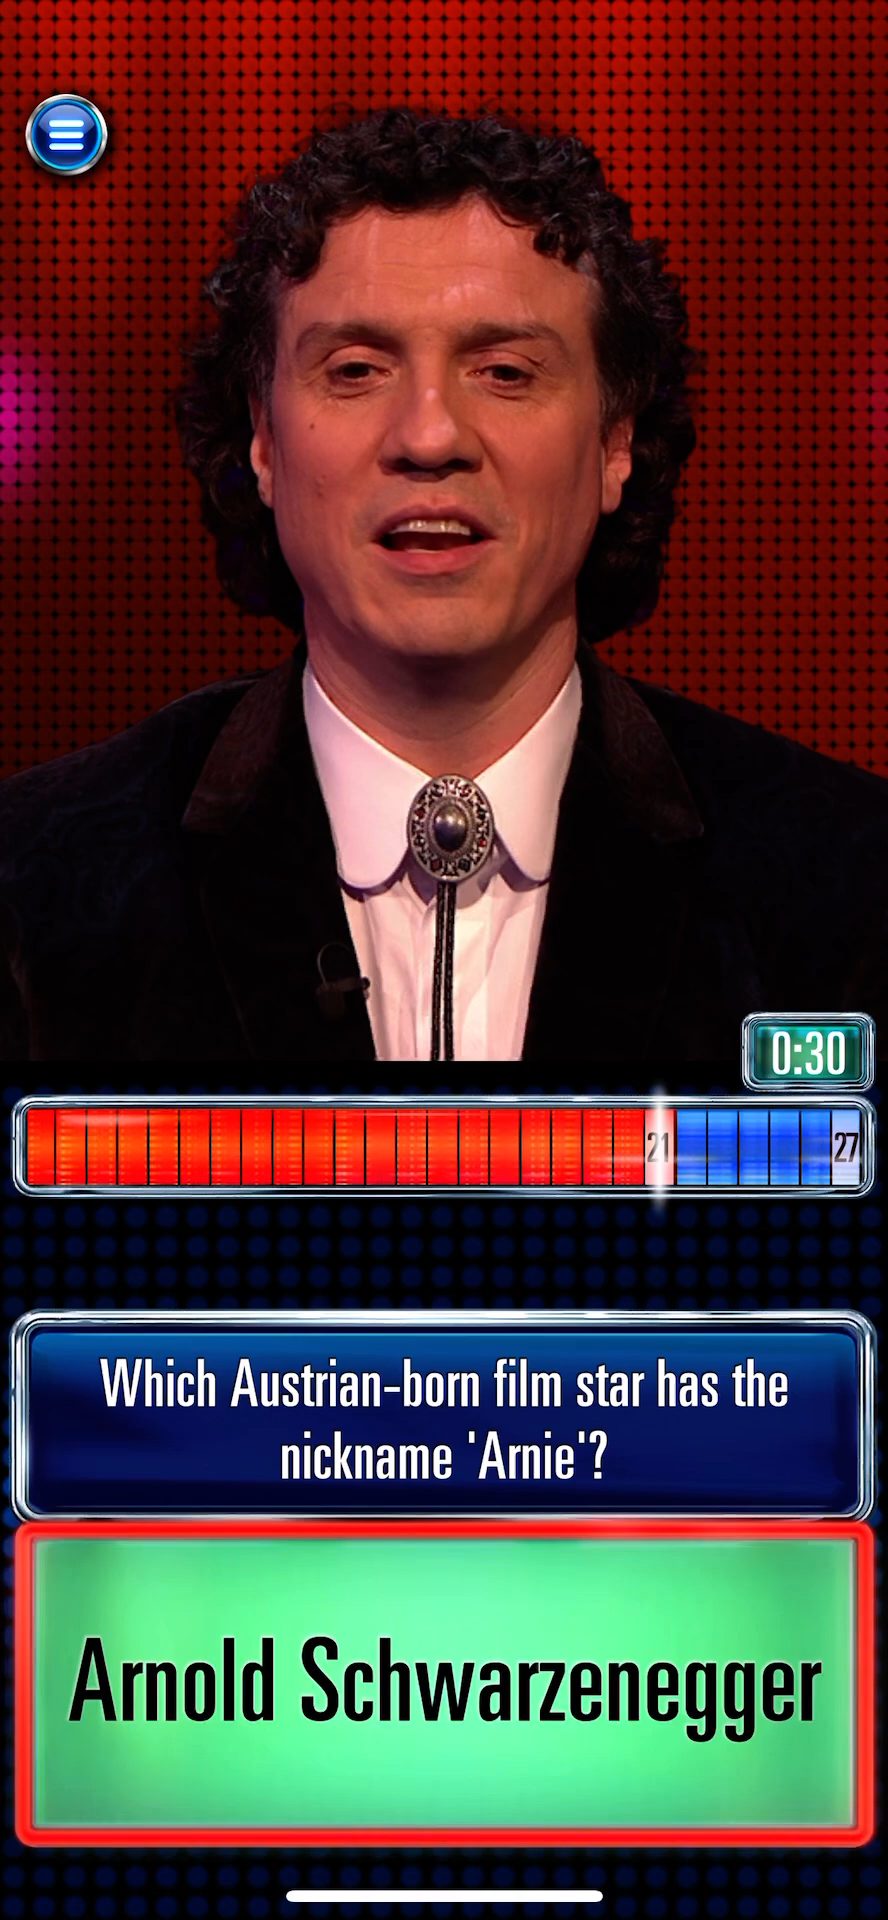 0:30
21
27
Which Austrian-born film star has the
nickname 'Arnie'?
Arnold Schwarzenegger